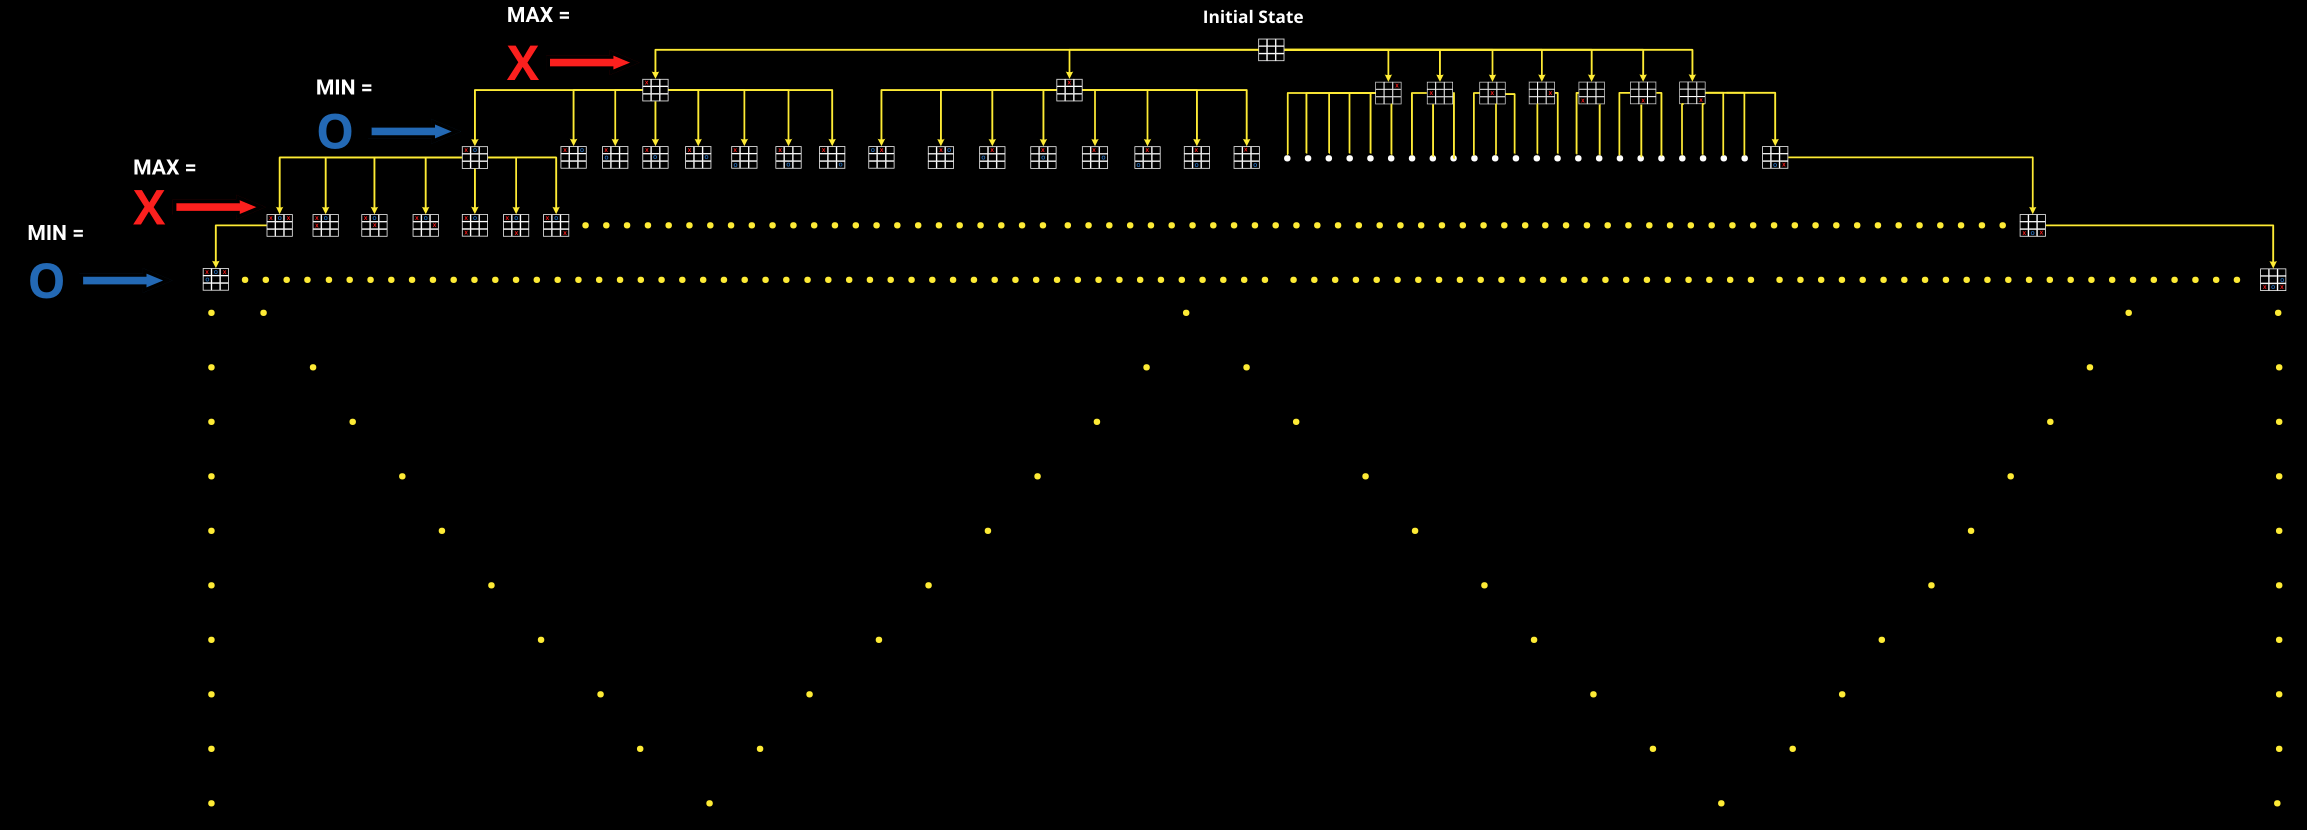 MAX =
Initial State
X
MIN =
O
MAX =
X
MIN =
O